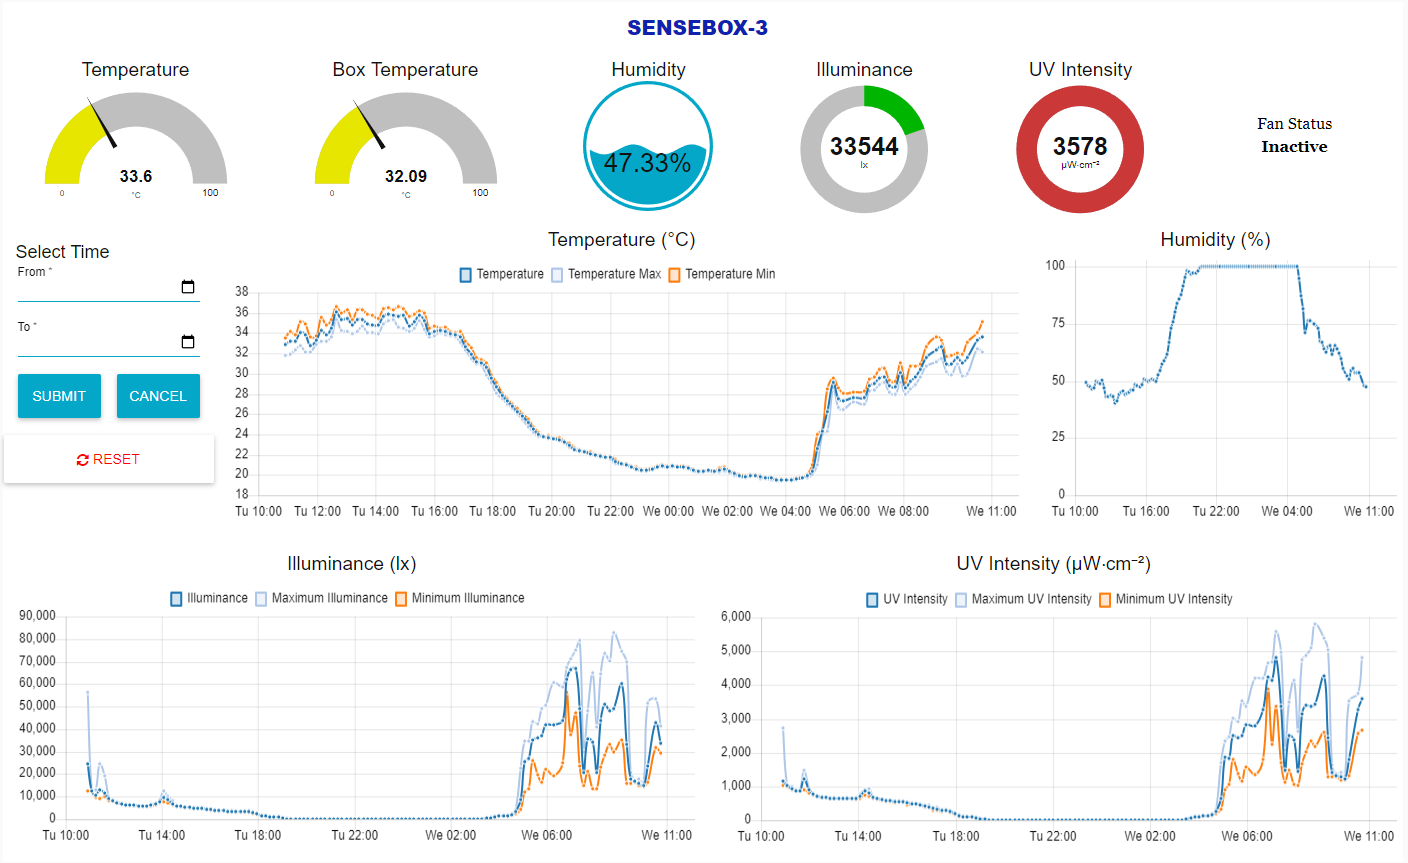 SENSEBOX-3
Temperature
Box Temperature
Humidity
Illuminance
UV Intensity
33.6
°C
0
100
32.09
°C
0
100
47.33%
33544
lx
3578
µW·cm⁻²
Fan Status
Inactive
Select Time
From *
To *
SUBMIT
CANCEL
RESET
Temperature (°C)
Temperature
Temperature Max
Temperature Min
38
36
34
32
30
28
26
24
22
20
18
Tu 10:00
Tu 12:00
Tu 14:00
Tu 16:00
Tu 18:00
Tu 20:00
Tu 22:00
We 00:00
We 02:00
We 04:00
We 06:00
We 08:00
We 11:00
Humidity (%)
100
75
50
25
0
Tu 10:00
Tu 16:00
Tu 22:00
We 04:00
We 11:00
Illuminance (lx)
Illuminance
Maximum Illuminance
Minimum Illuminance
90,000
80,000
70,000
60,000
50,000
40,000
30,000
20,000
10,000
0
Tu 10:00
Tu 14:00
Tu 18:00
Tu 22:00
We 02:00
We 06:00
We 11:00
UV Intensity (µW·cm⁻²)
UV Intensity
Maximum UV Intensity
Minimum UV Intensity
6,000
5,000
4,000
3,000
2,000
1,000
0
Tu 10:00
Tu 14:00
Tu 18:00
Tu 22:00
We 02:00
We 06:00
We 11:00